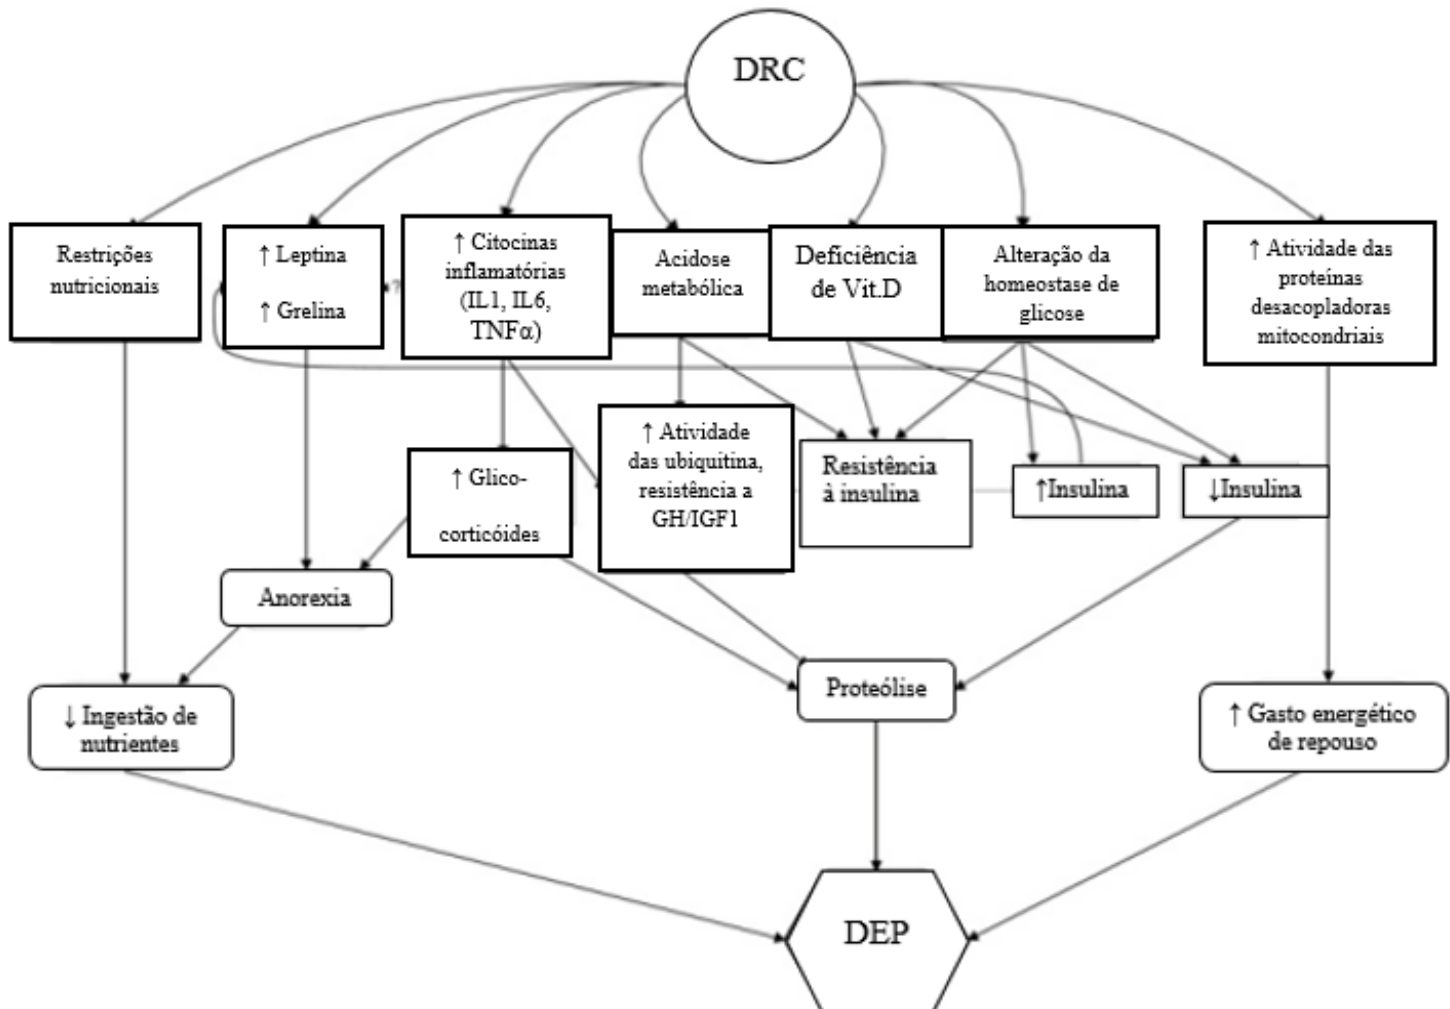 DRC
Restrições
nutricionais
↑ Leptina
↑ Grelina
?
↑ Citocinas
inflamatórias
(IL1, IL6,
TNFα)
Acidose
metabólica
Deficiência
de Vit.D
Alteração da
homeostase de
glicose
↑ Atividade das
proteínas
desacopladoras
mitocondriais
↑ Glico-
corticóides
↑ Atividade
das ubiquitina,
resistência a
GH/IGF1
Resistência
à insulina
↑Insulina
↓Insulina
Anorexia
↓ Ingestão de
nutrientes
Proteólise
↑ Gasto energético
de repouso
DEP